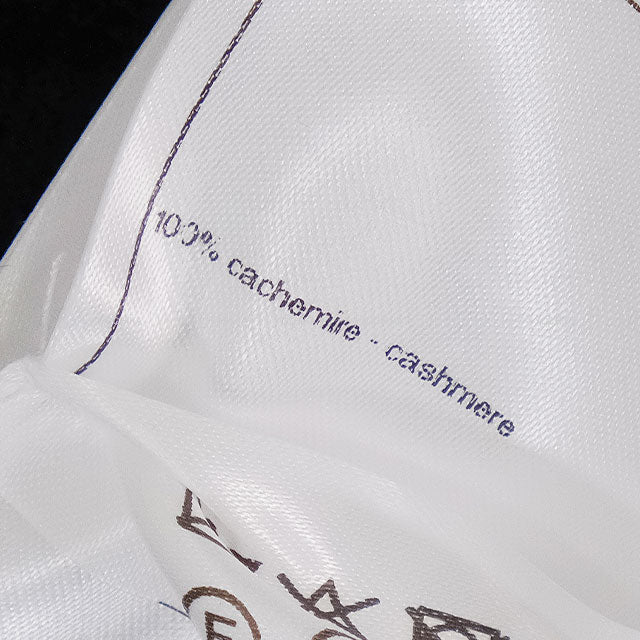 100% cachemire - cashmere
F